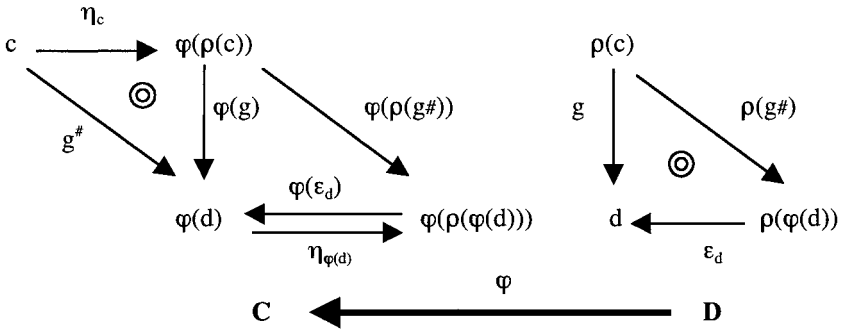 η_c
c φ(ρ(c)) ρ(c)
g^# φ(g) φ(ρ(g#)) g ρ(g#)
φ(ε_d)
φ(d) φ(ρ(φ(d))) d ρ(φ(d))
η_φ(d) ε_d
φ
C D